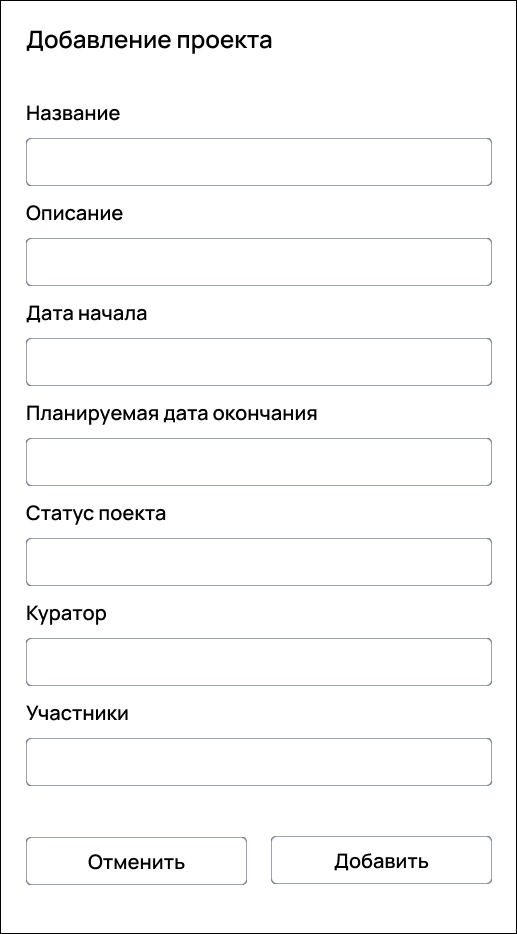 Добавление проекта
Название
Описание
Дата начала
Планируемая дата окончания
Статус поекта
Куратор
Участники
Отменить
Добавить